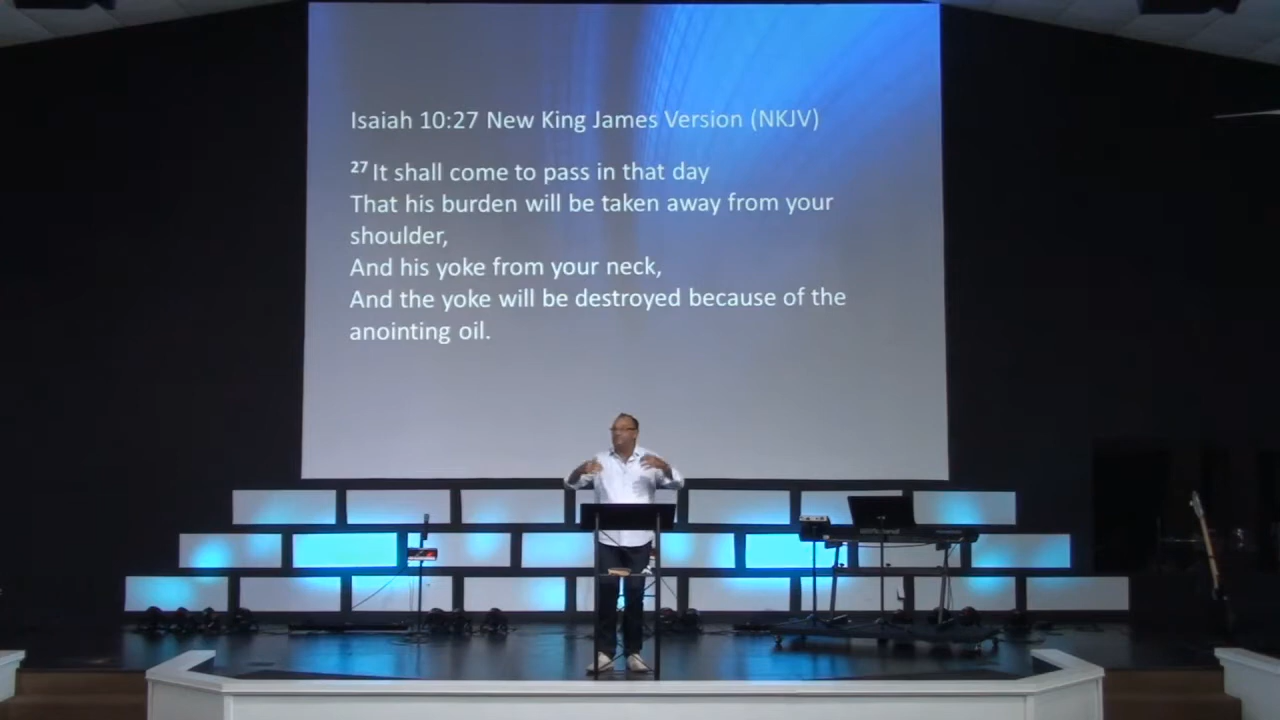 Isaiah 10:27 New King James Version (NKJV)
27 It shall come to pass in that day
That his burden will be taken away from your
shoulder,
And his yoke from your neck,
And the yoke will be destroyed because of the
anointing oil.